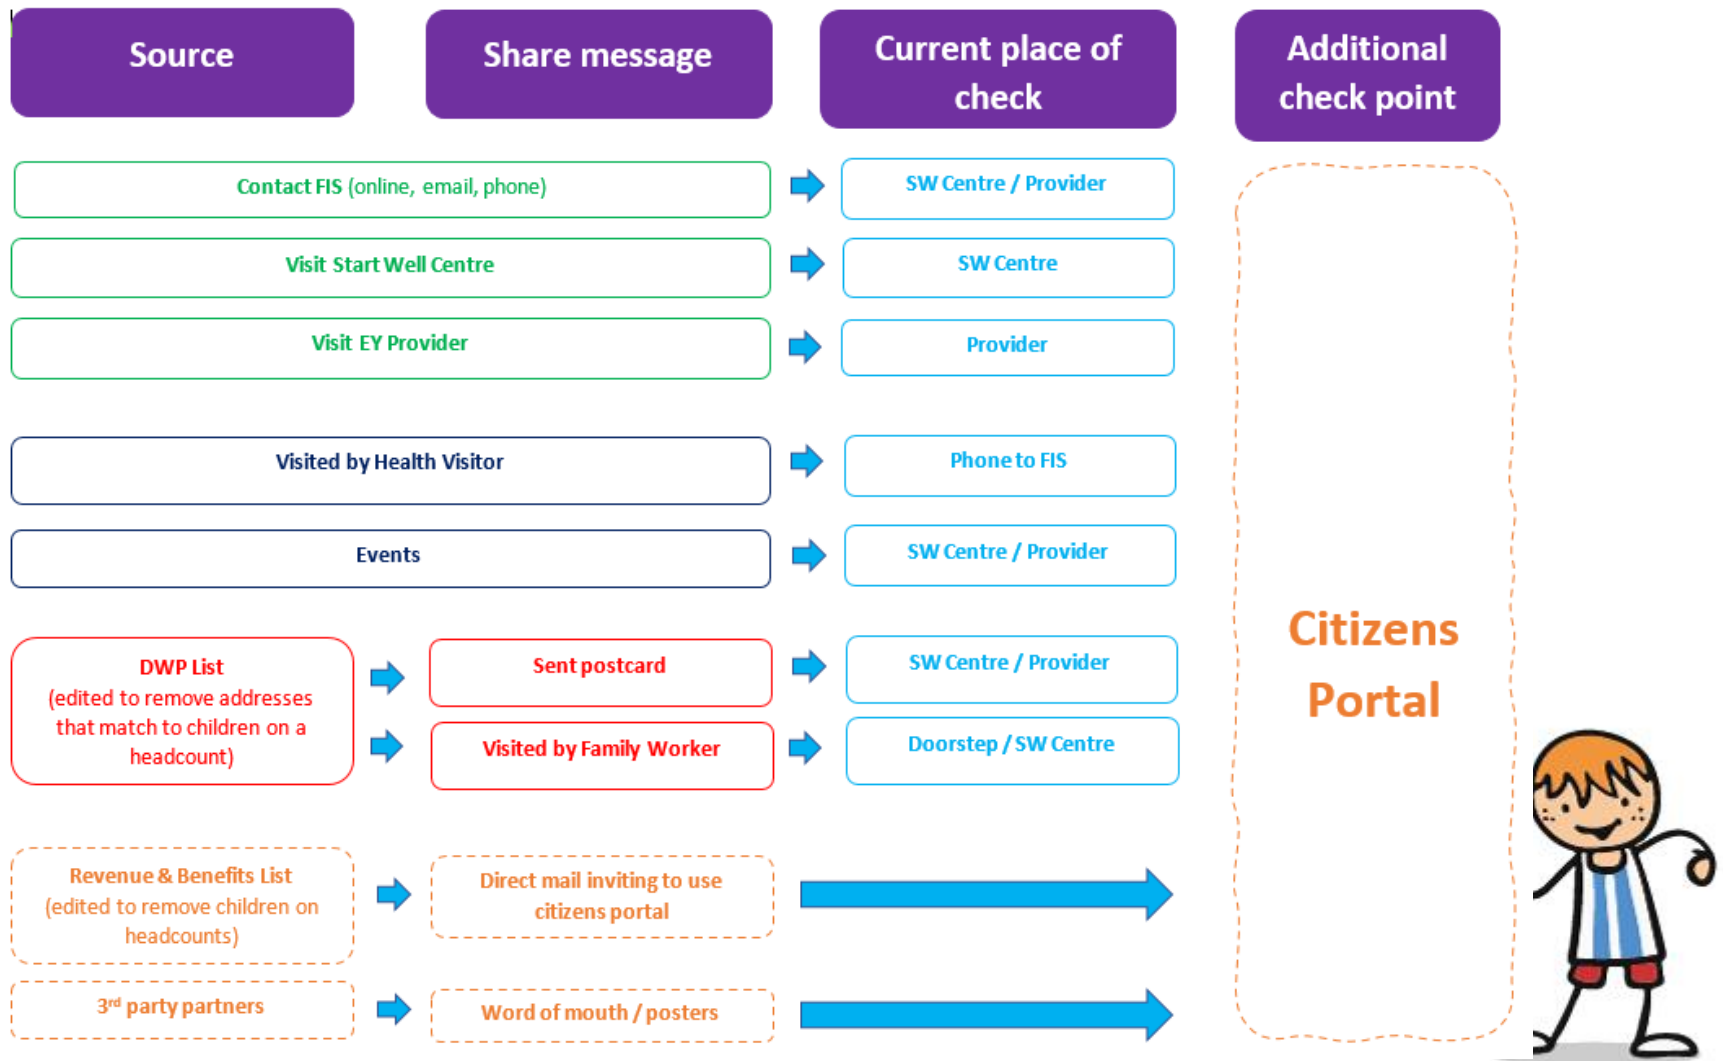 Source
Share message
Current place of
check
Additional
check point
Contact FIS (online, email, phone)
SW Centre / Provider
Visit Start Well Centre
SW Centre
Visit EY Provider
Provider
Visited by Health Visitor
Phone to FIS
Events
SW Centre / Provider
DWP List
(edited to remove addresses
that match to children on a
headcount)
Sent postcard
SW Centre / Provider
Visited by Family Worker
Doorstep / SW Centre
Citizens
Portal
Revenue & Benefits List
(edited to remove children on
headcounts)
Direct mail inviting to use
citizens portal
3rd party partners
Word of mouth / posters